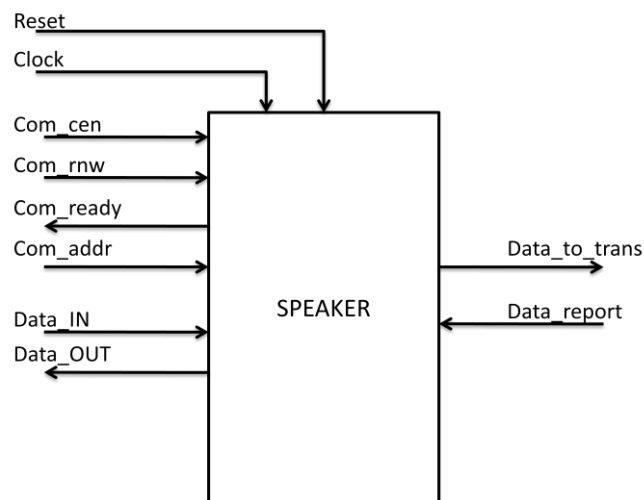 Reset
Clock
Com_cen
Com_rnw
Com_ready
Com_addr
Data_to_trans
Data_IN
SPEAKER
Data_report
Data_OUT